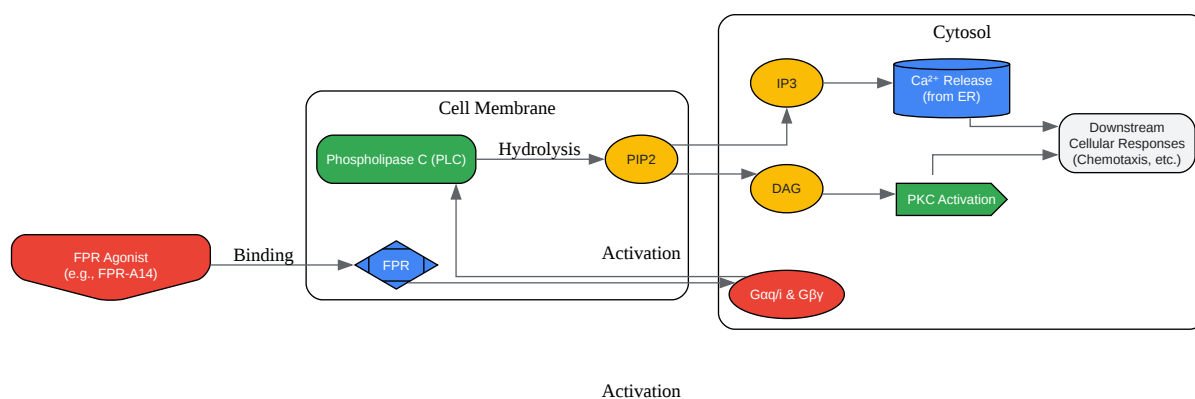 Cytosol
Cell Membrane
IP3
Ca²⁺ Release
(from ER)
Downstream
Cellular Responses
(Chemotaxis, etc.)
Phospholipase C (PLC)
Hydrolysis
PIP2
DAG
PKC Activation
FPR Agonist
(e.g., FPR-A14)
Binding
FPR
Activation
Gαq/i & Gβγ
Activation